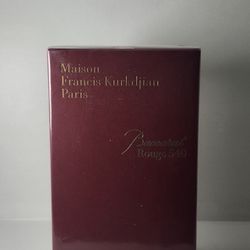 Maison
Francis Kurkdjian
Paris
Baccarat
Rouge 540